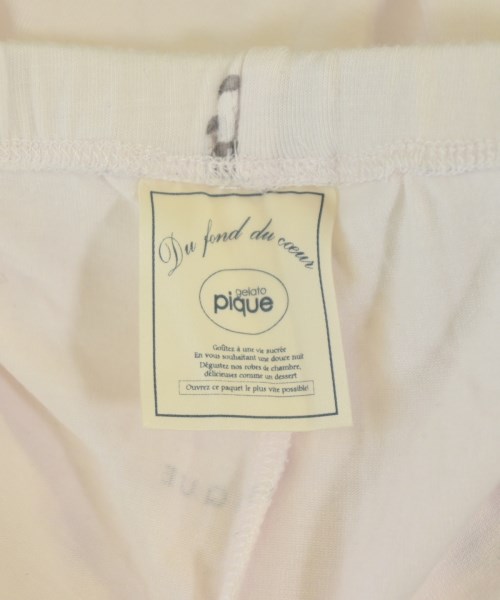 Du fond du cœur
gelato
pique
Goûtez à une vie sucrée
En vous souhaitant une douce nuit
Dégustez nos robes de chambre,
délicieuses comme un dessert
Ouvrez ce paquet le plus vite possible!
QUE